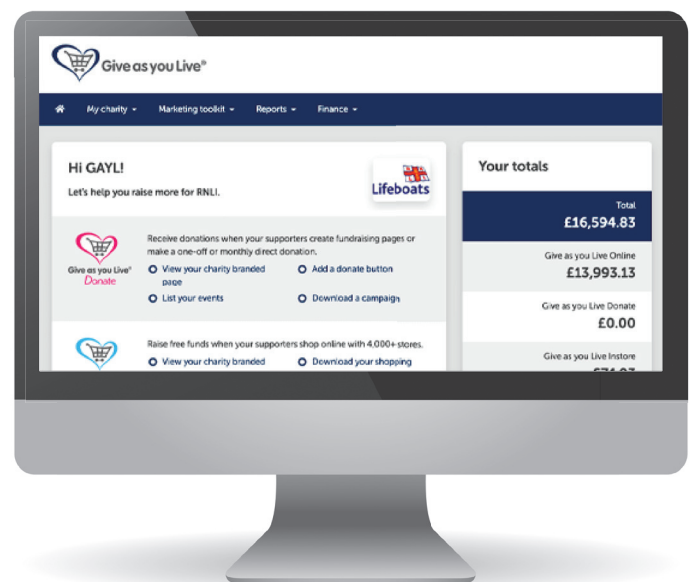 Give as you Live®
My charity
Marketing toolkit
Reports
Finance
Hi GAYL!
Let's help you raise more for RNLI.
Lifeboats
Give as you Live®
Donate
Receive donations when your supporters create fundraising pages or
make a one-off or monthly direct donation.
View your charity branded
page
Add a donate button
List your events
Download a campaign
Raise free funds when your supporters shop online with 4,000+ stores.
View your charity branded
Download your shopping
Your totals
Total
£16,594.83
Give as you Live Online
£13,993.13
Give as you Live Donate
£0.00
Give as you Live Instore